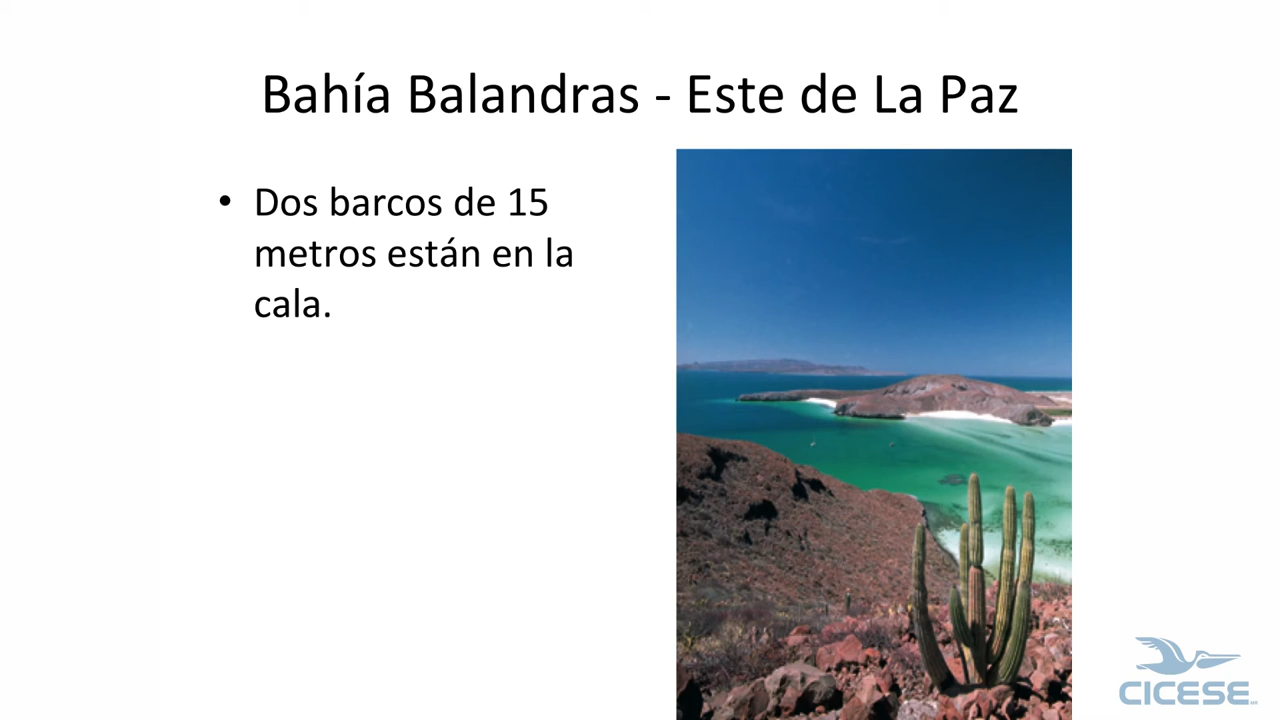 Bahía Balandras - Este de La Paz
• Dos barcos de 15
metros están en la
cala.
CICESE